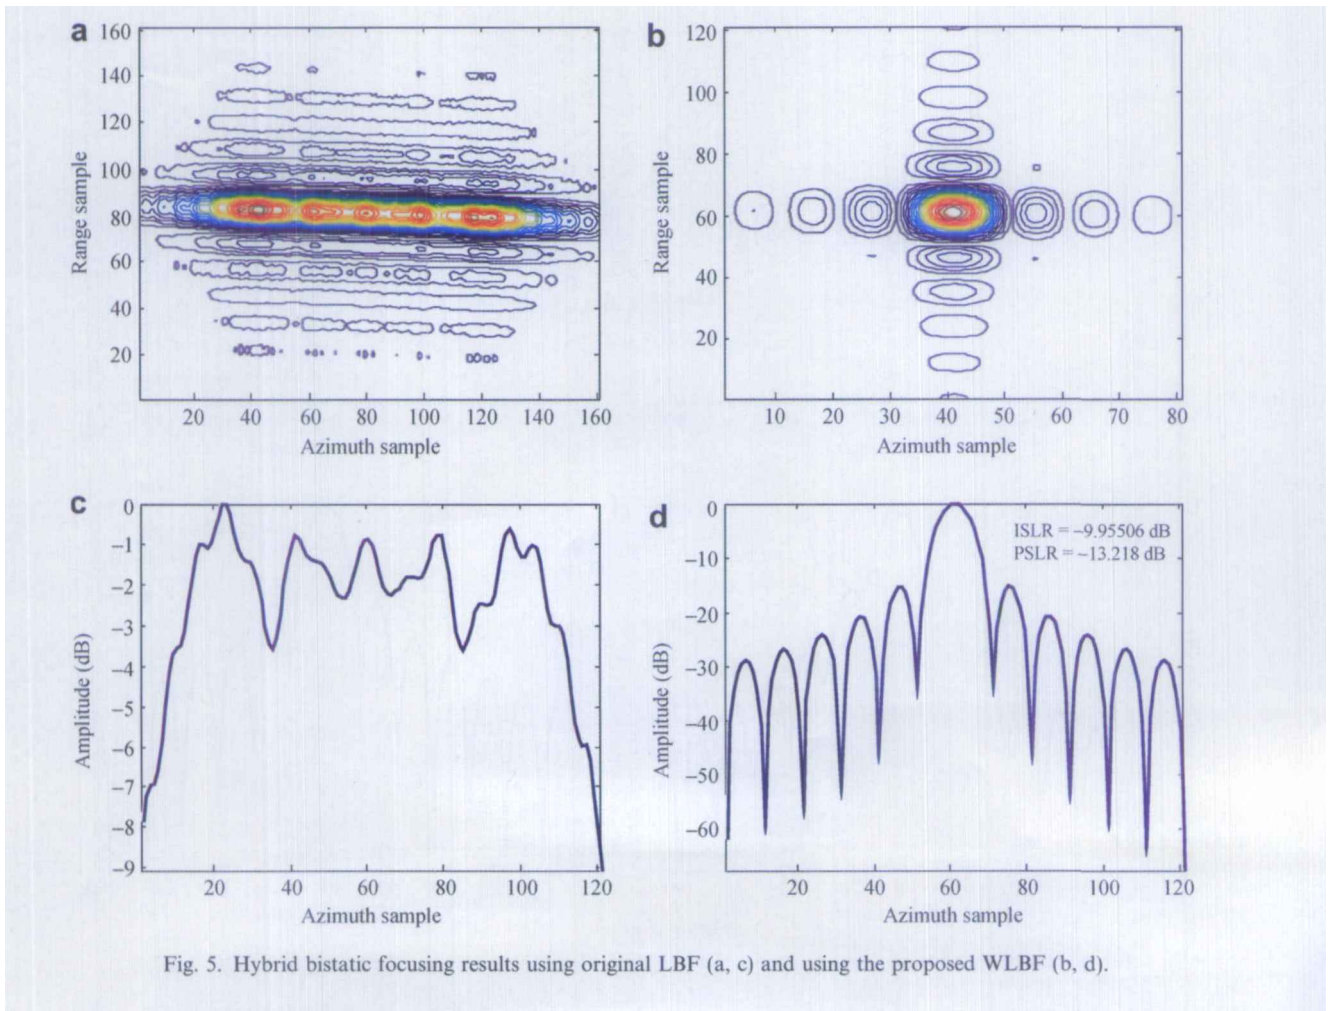 a
160
140
120
100
80
60
40
20
Range sample
20 40 60 80 100 120 140 160
Azimuth sample
b
120
100
80
60
40
20
Range sample
10 20 30 40 50 60 70 80
Azimuth sample
c
0
−1
−2
−3
−4
−5
−6
−7
−8
−9
Amplitude (dB)
20 40 60 80 100 120
Azimuth sample
d
0
−10
−20
−30
−40
−50
−60
Amplitude (dB)
ISLR = −9.95506 dB
PSLR = −13.218 dB
20 40 60 80 100 120
Azimuth sample
Fig. 5. Hybrid bistatic focusing results using original LBF (a, c) and using the proposed WLBF (b, d).